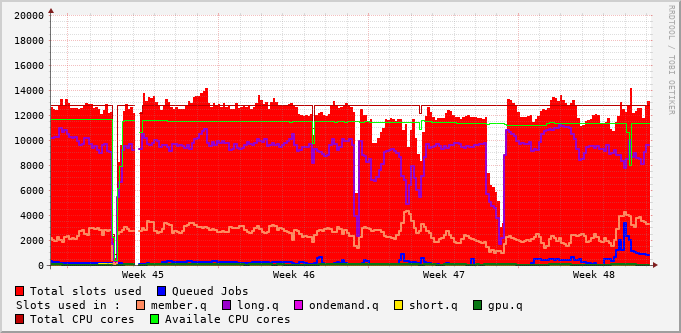 RRDTOOL / TOBI OETIKER
20000
18000
16000
14000
12000
10000
8000
6000
4000
2000
0
Week 45 Week 46 Week 47 Week 48
Total slots used Queued Jobs
Slots used in : member.q long.q ondemand.q short.q gpu.q
Total CPU cores Availale CPU cores